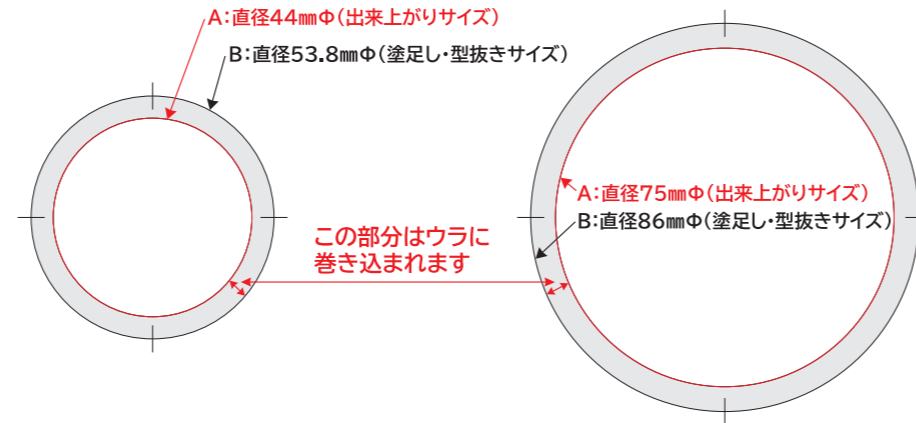 A:直径44㎜Φ(出来上がりサイズ)
B:直径53.8㎜Φ(塗足し・型抜きサイズ)
A:直径75㎜Φ(出来上がりサイズ)
B:直径86㎜Φ(塗足し・型抜きサイズ)
この部分はウラに
巻き込まれます